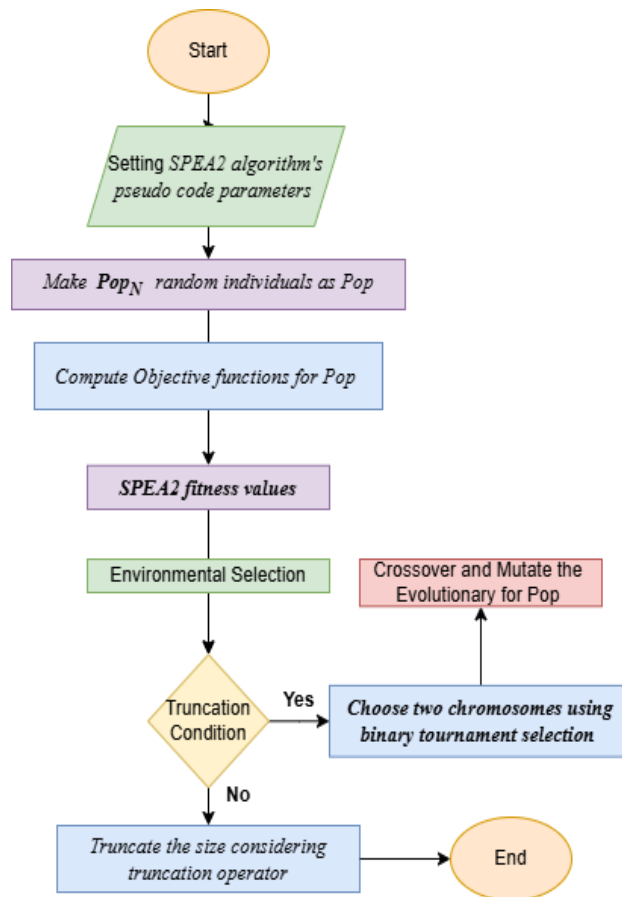 Start
Setting SPEA2 algorithm's
pseudo code parameters
Make Pop_N random individuals as Pop
Compute Objective functions for Pop
SPEA2 fitness values
Environmental Selection
Crossover and Mutate the
Evolutionary for Pop
Truncation
Condition
Yes
Choose two chromosomes using
binary tournament selection
No
Truncate the size considering
truncation operator
End